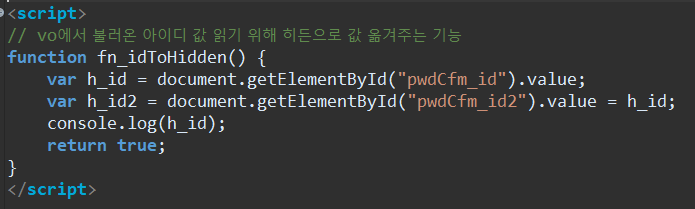 <script>
// vo에서 불러온 아이디 값 읽기 위해 히든으로 값 옮겨주는 기능
function fn_idToHidden() {
    var h_id = document.getElementById("pwdCfm_id").value;
    var h_id2 = document.getElementById("pwdCfm_id2").value = h_id;
    console.log(h_id);
    return true;
}
</script>